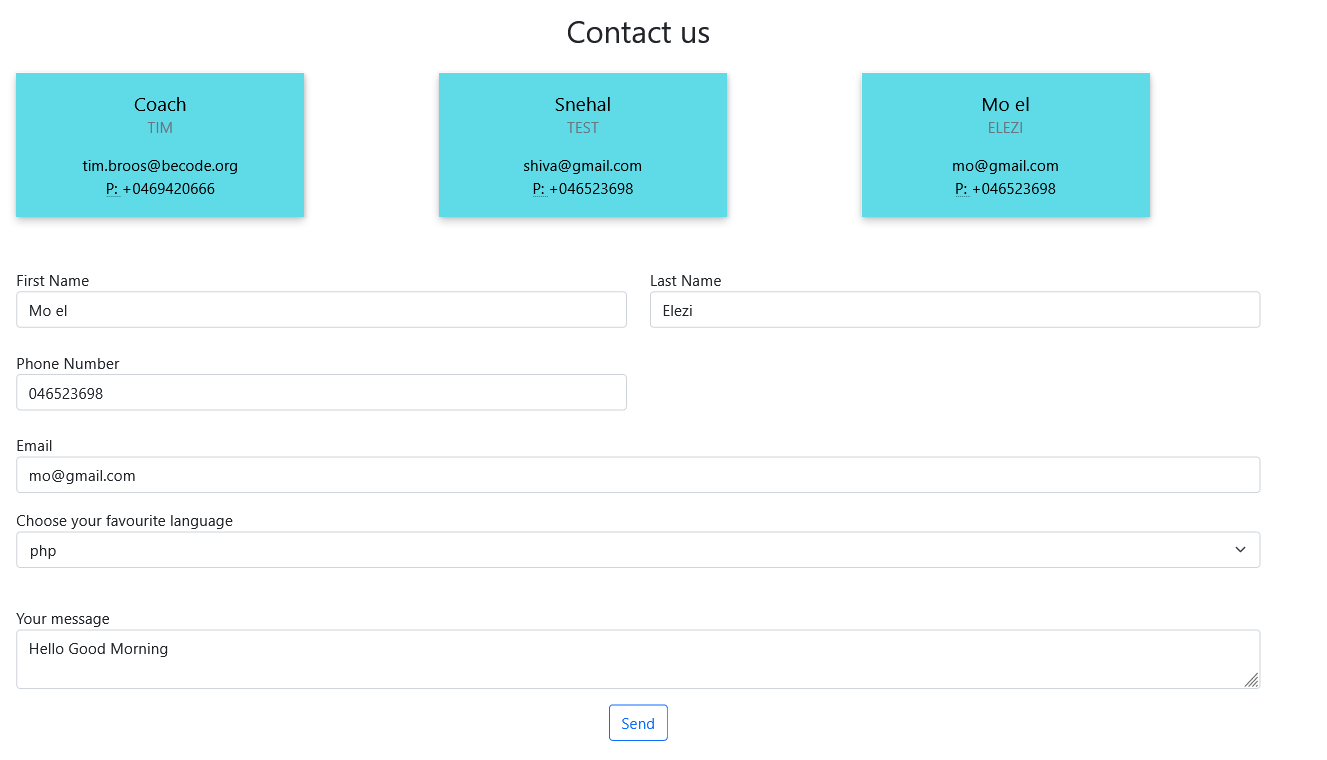 Contact us
Coach
TIM
tim.broos@becode.org
P: +0469420666
Snehal
TEST
shiva@gmail.com
P: +046523698
Mo el
ELEZI
mo@gmail.com
P: +046523698
First Name
Mo el
Last Name
Elezi
Phone Number
046523698
Email
mo@gmail.com
Choose your favourite language
php
Your message
Hello Good Morning
Send